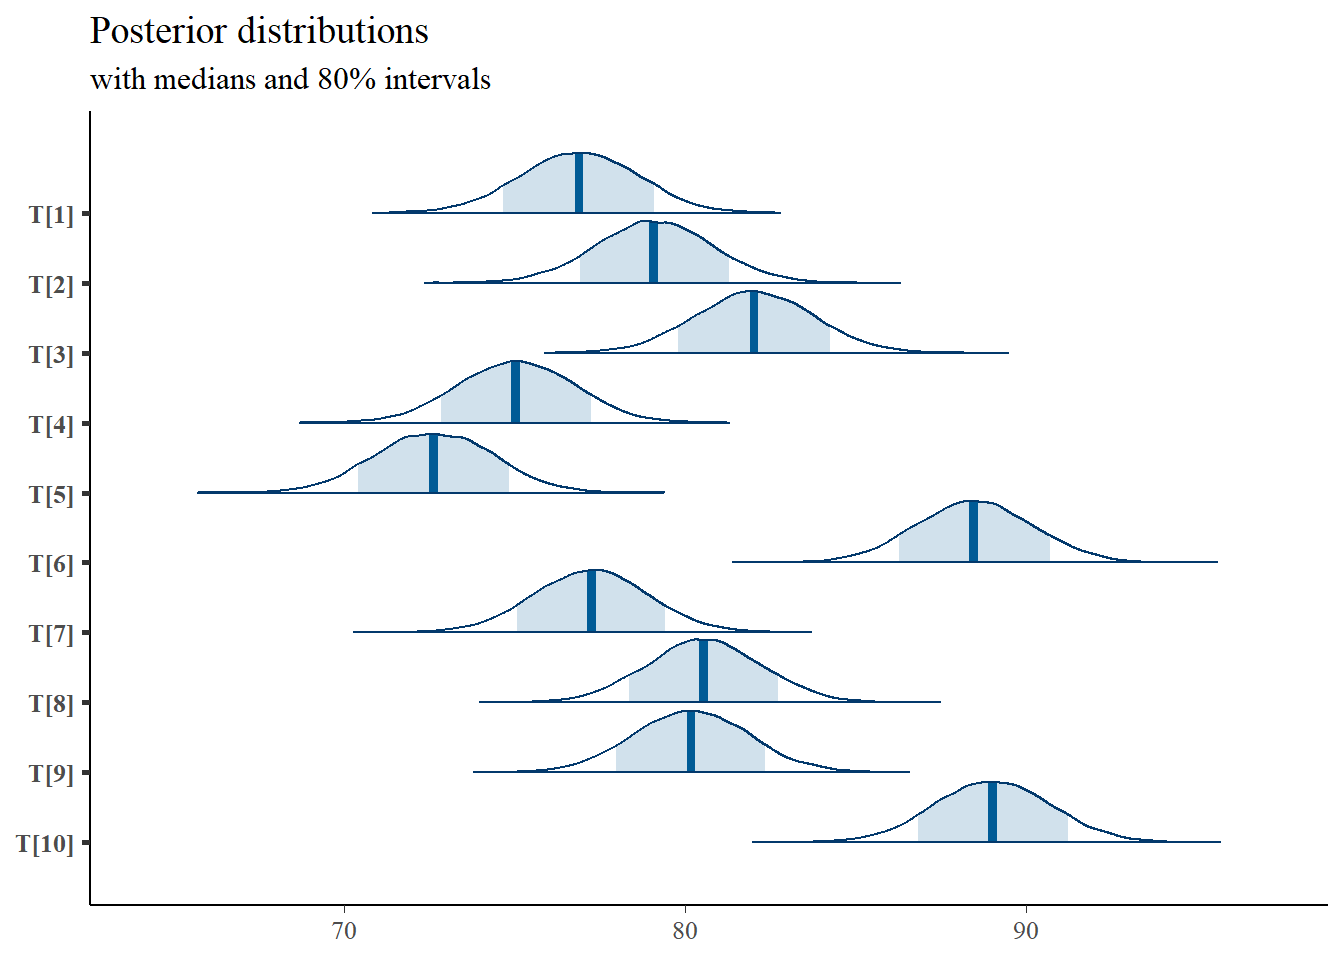 Posterior distributions
with medians and 80% intervals
T[1]
T[2]
T[3]
T[4]
T[5]
T[6]
T[7]
T[8]
T[9]
T[10]
70 80 90